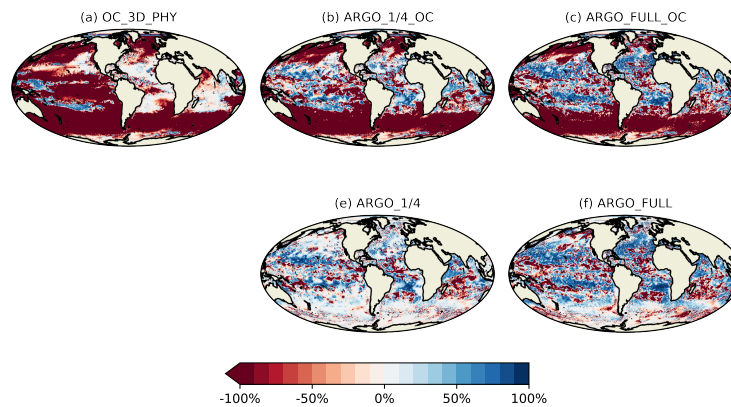 (a) OC_3D_PHY
(b) ARGO_1/4_OC
(c) ARGO_FULL_OC
(e) ARGO_1/4
(f) ARGO_FULL
-100% -50% 0% 50% 100%